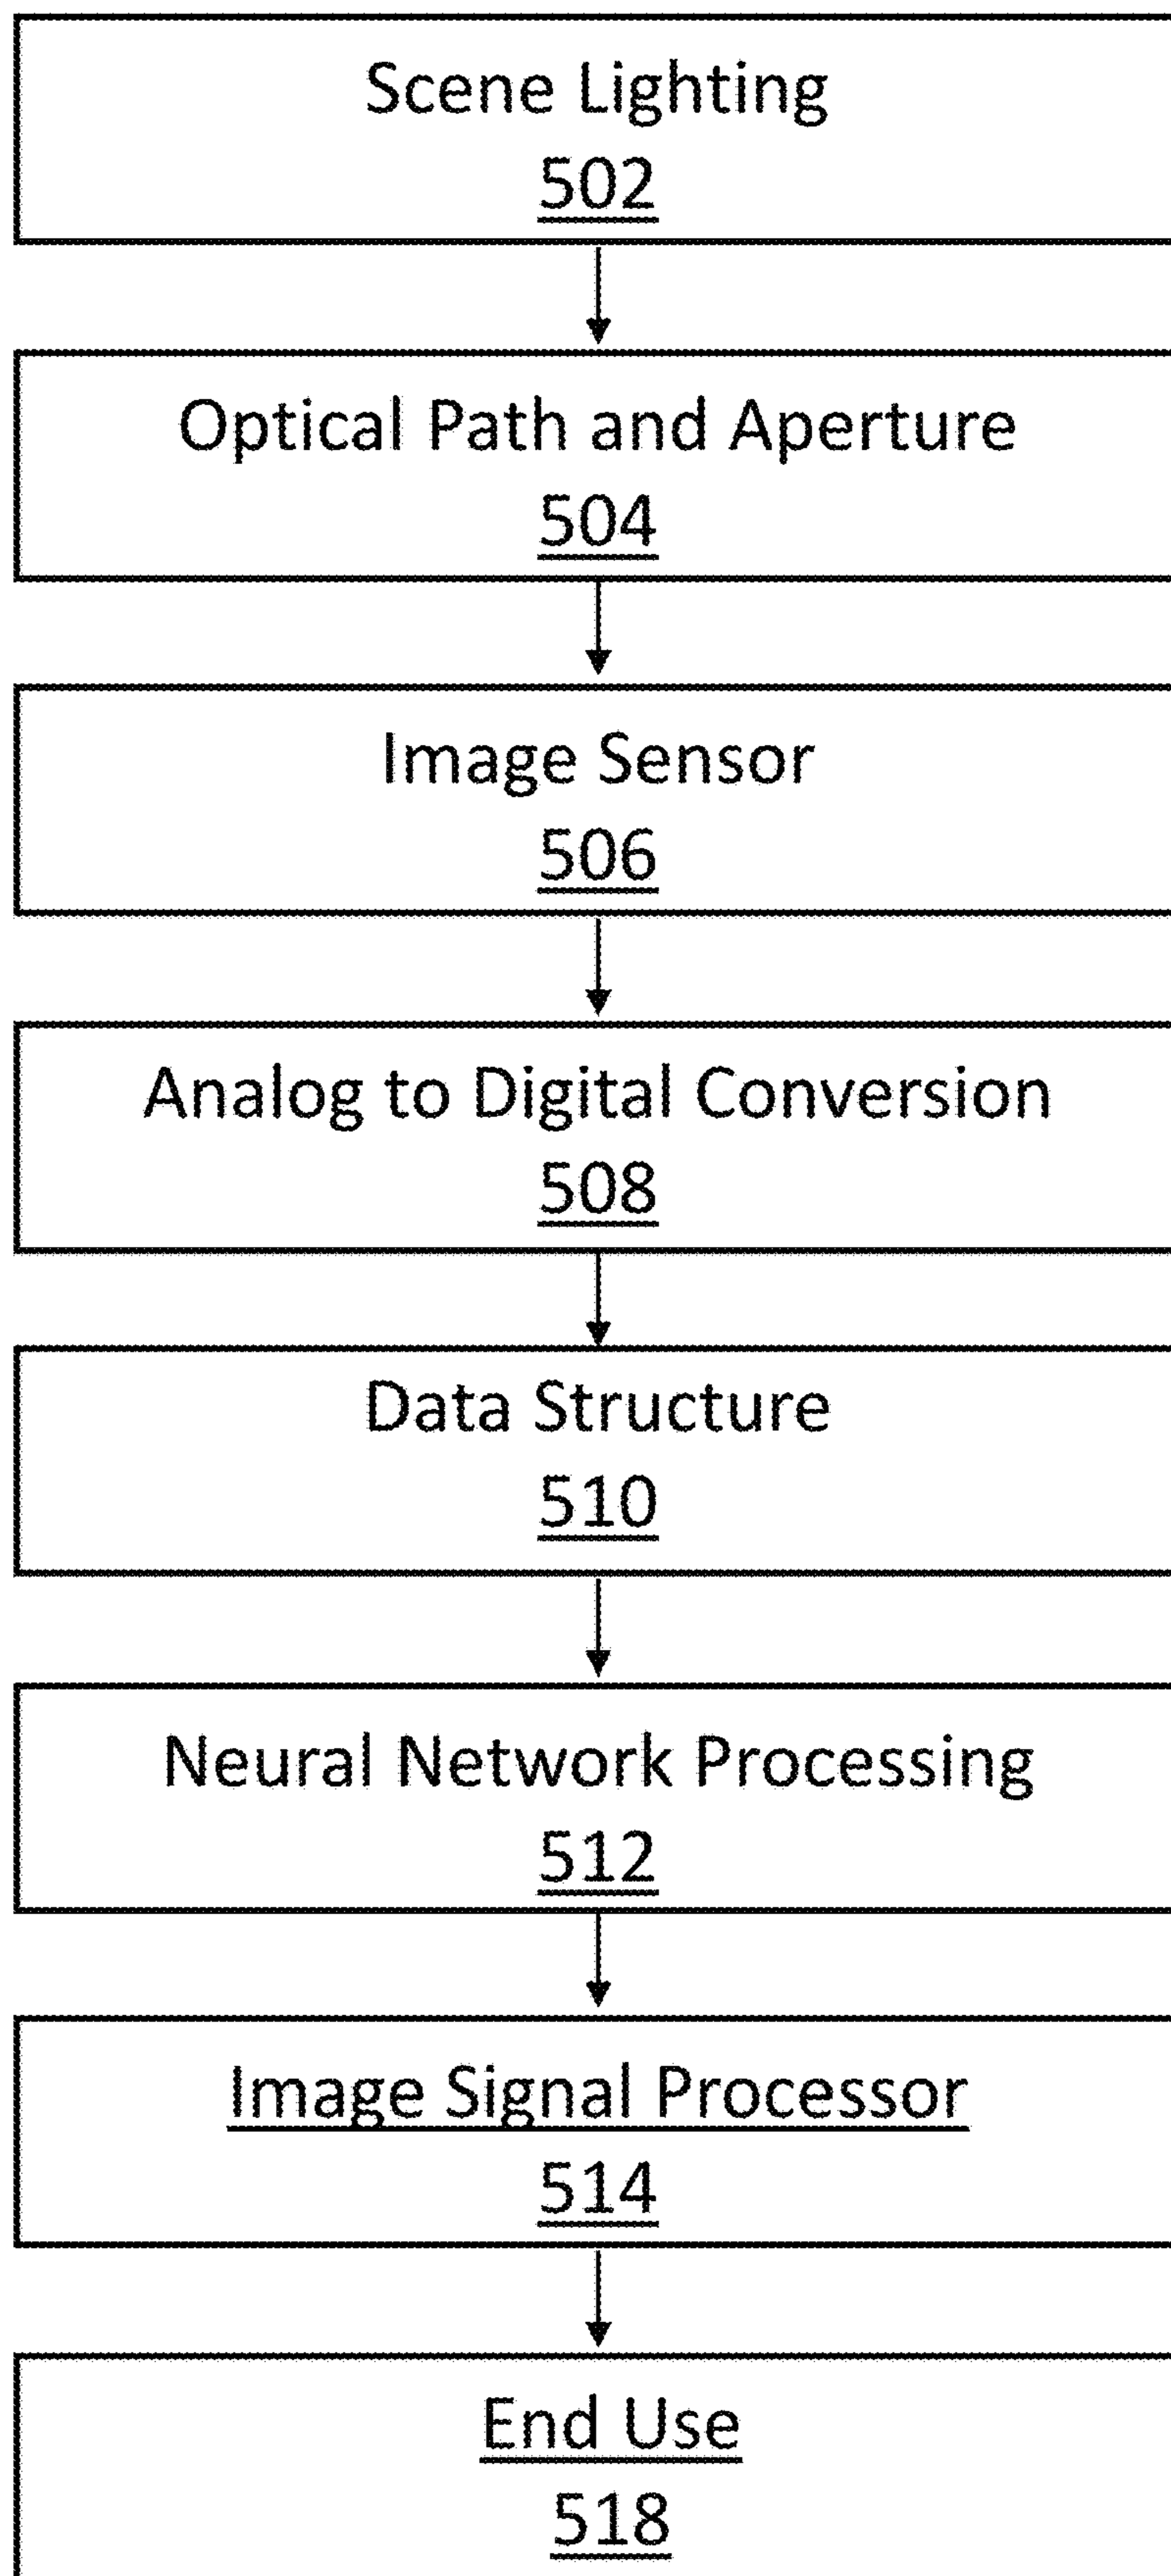 Scene Lighting
502
Optical Path and Aperture
504
Image Sensor
506
Analog to Digital Conversion
508
Data Structure
510
Neural Network Processing
512
Image Signal Processor
514
End Use
518